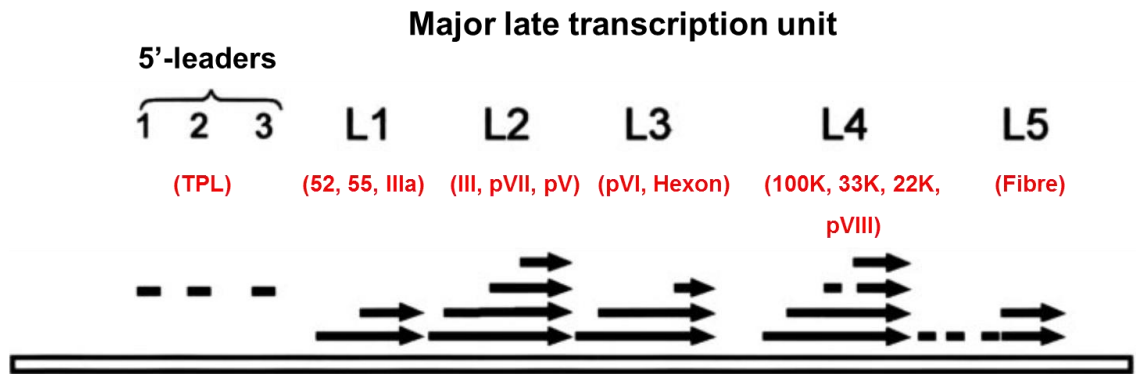 Major late transcription unit
5’-leaders
1 2 3 L1 L2 L3 L4 L5
(TPL) (52, 55, IIIa) (III, pVII, pV) (pVI, Hexon) (100K, 33K, 22K, (Fibre)
pVIII)